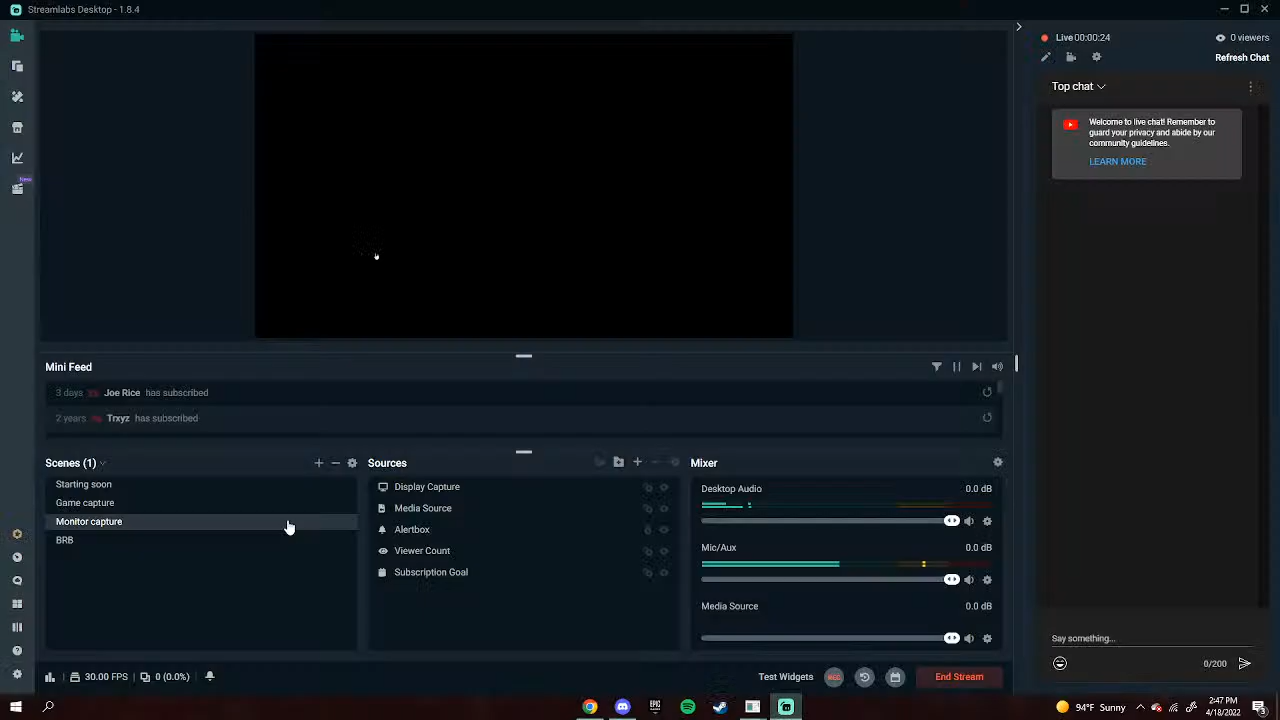 Streamlabs Desktop - 1.8.4
Live 00:00:24
0 viewers
Refresh Chat
Top chat
Welcome to live chat! Remember to
guard your privacy and abide by our
community guidelines.
LEARN MORE
New
Mini Feed
3 days Joe Rice has subscribed
2 years Trxyz has subscribed
Scenes (1)
Starting soon
Game capture
Monitor capture
BRB
Sources
Display Capture
Media Source
Alertbox
Viewer Count
Subscription Goal
Mixer
Desktop Audio 0.0 dB
Mic/Aux 0.0 dB
Media Source 0.0 dB
Say something...
0/200
30.00 FPS 0 (0.0%)
Test Widgets REC End Stream
EPIC
94°F Sunny
2:47 PM
4/18/2022